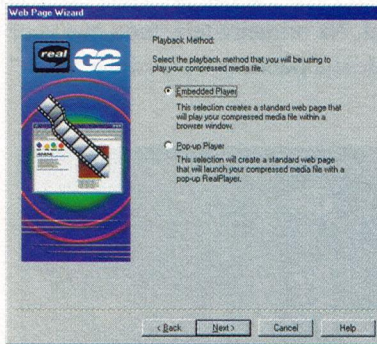 Web Page Wizard
real G2
Playback Method:
Select the playback method that you will be using to
play your compressed media file.
Embedded Player
This selection creates a standard web page that
will play your compressed media file within a
browser window.
Pop-up Player
This selection will create a standard web page
that will launch your compressed media file with a
pop-up RealPlayer.
< Back Next > Cancel Help